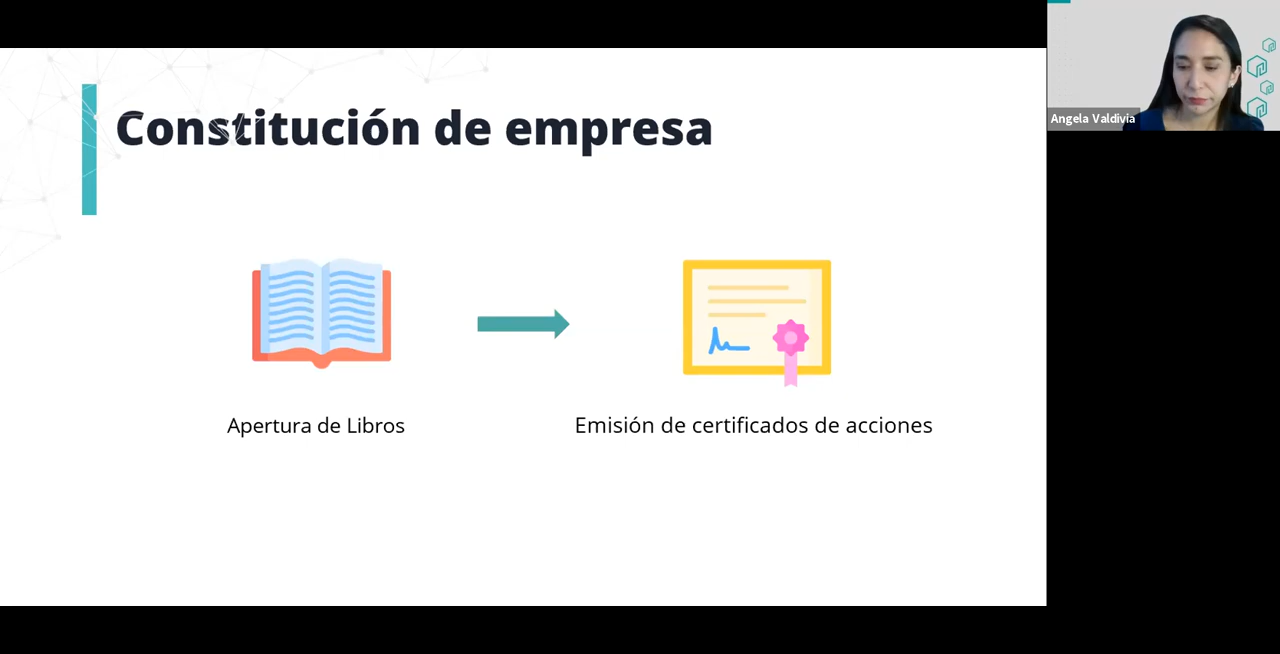 Constitución de empresa
Angela Valdivia
Apertura de Libros
Emisión de certificados de acciones